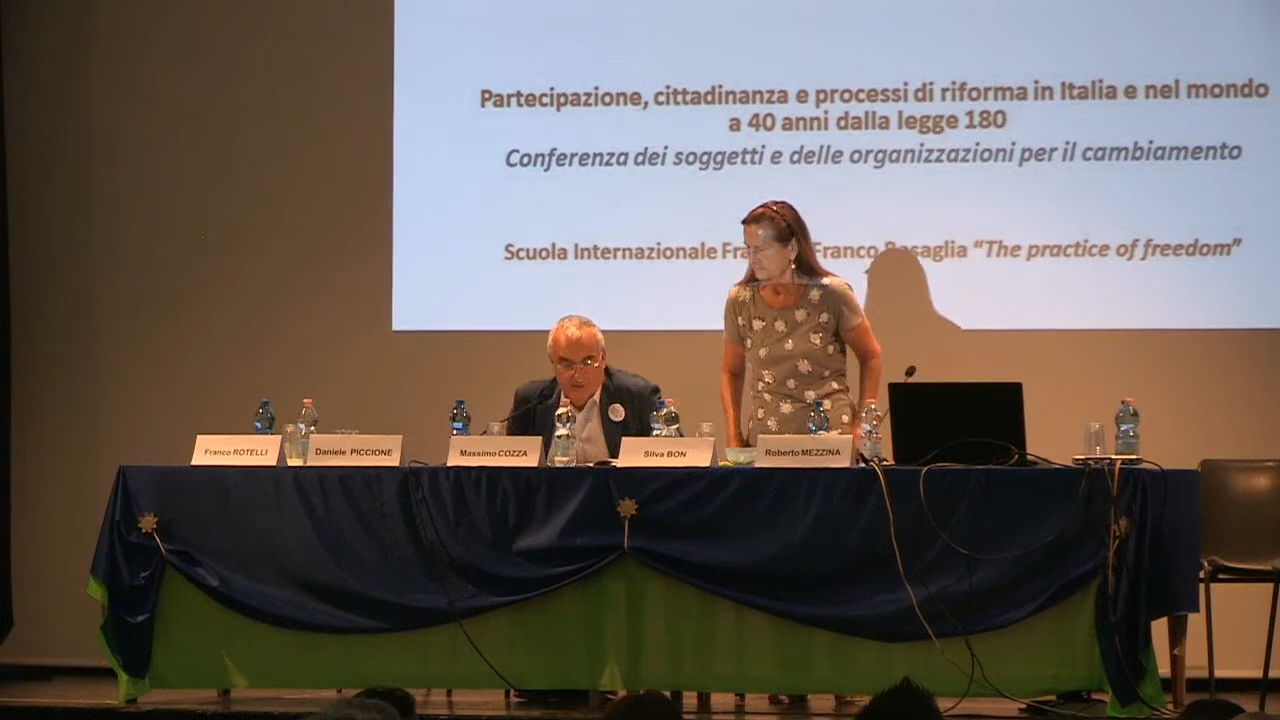 Partecipazione, cittadinanza e processi di riforma in Italia e nel mondo
a 40 anni dalla legge 180
Conferenza dei soggetti e delle organizzazioni per il cambiamento
Scuola Internazionale Franco Basaglia “The practice of freedom”
Franco ROTELLI
Daniele PICCIONE
Massimo COZZA
Silva BON
Roberto MEZZINA